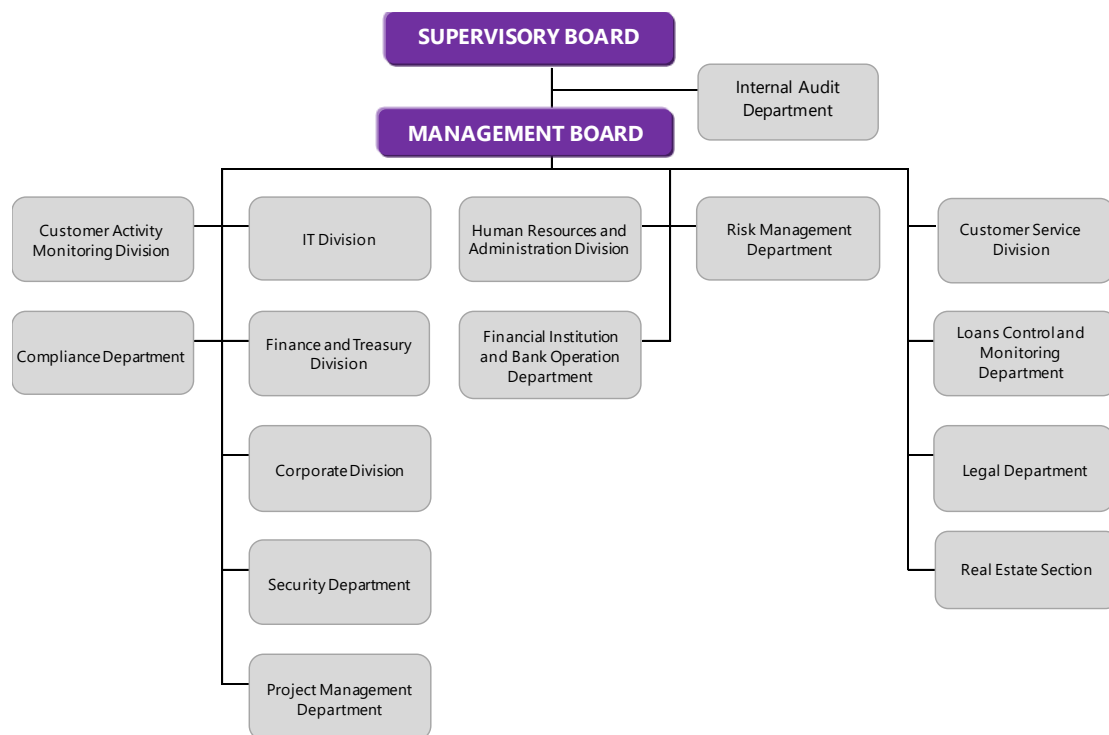 SUPERVISORY BOARD
Internal Audit
Department
MANAGEMENT BOARD
Customer Activity
Monitoring Division
IT Division
Human Resources and
Administration Division
Risk Management
Department
Customer Service
Division
Compliance Department
Finance and Treasury
Division
Financial Institution
and Bank Operation
Department
Loans Control and
Monitoring
Department
Corporate Division
Legal Department
Security Department
Real Estate Section
Project Management
Department